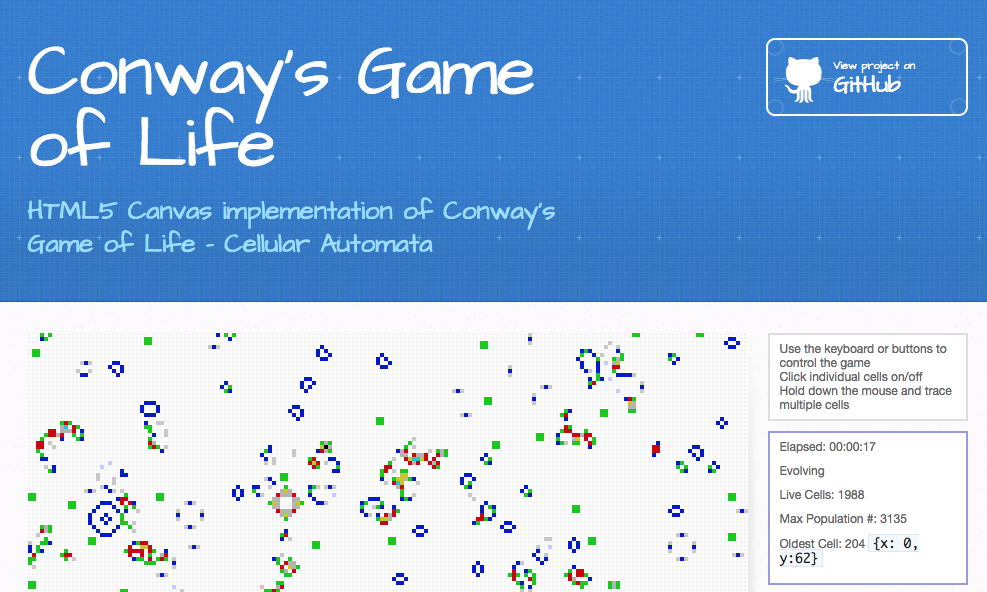 Conway's Game
of Life
HTML5 Canvas implementation of Conway's
Game of Life - Cellular Automata
View project on
GitHub
Use the keyboard or buttons to
control the game
Click individual cells on/off
Hold down the mouse and trace
multiple cells
Elapsed: 00:00:17
Evolving
Live Cells: 1988
Max Population #: 3135
Oldest Cell: 204 {x: 0,
y:62}